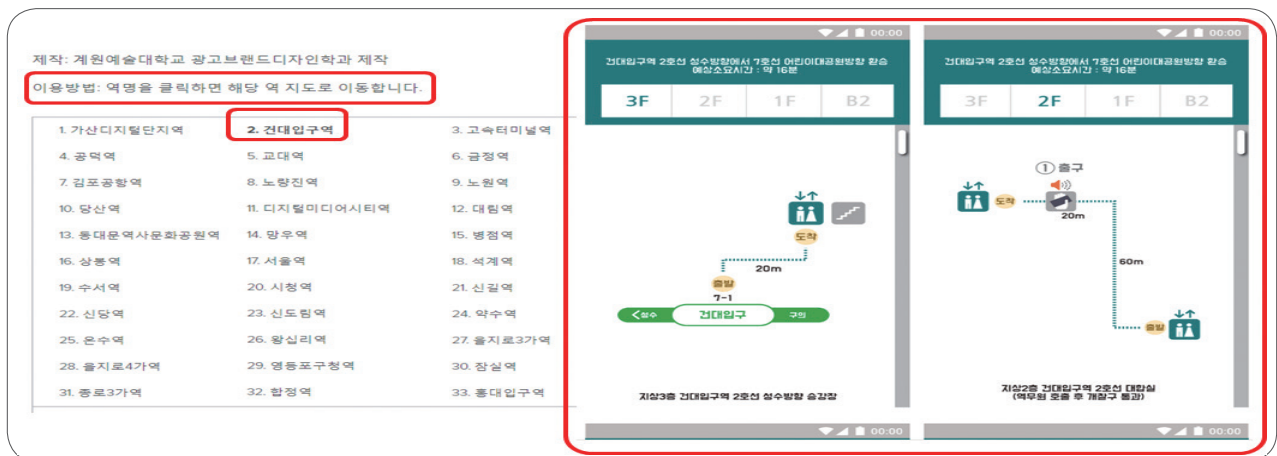 제작: 계원예술대학교 광고브랜드디자인학과 제작
이용방법: 역명을 클릭하면 해당 역 지도로 이동합니다.
1. 가산디지털단지역 2. 건대입구역 3. 고속터미널역
4. 공덕역 5. 교대역 6. 금정역
7. 김포공항역 8. 노량진역 9. 노원역
10. 당산역 11. 디지털미디어시티역 12. 대림역
13. 동대문역사문화공원역 14. 망우역 15. 병점역
16. 상봉역 17. 서울역 18. 석계역
19. 수서역 20. 시청역 21. 신길역
22. 신당역 23. 신도림역 24. 약수역
25. 온수역 26. 왕십리역 27. 을지로3가역
28. 을지로4가역 29. 영등포구청역 30. 잠실역
31. 종로3가역 32. 합정역 33. 홍대입구역
00:00
건대입구역 2호선 성수방향에서 7호선 어린이대공원방향 환승
예상소요시간 : 약 16분
3F 2F 1F B2
도착
20m
출발
7-1
성수 건대입구 구의
지상3층 건대입구역 2호선 성수방향 승강장
00:00
00:00
건대입구역 2호선 성수방향에서 7호선 어린이대공원방향 환승
예상소요시간 : 약 16분
3F 2F 1F B2
① 출구
도착
20m
60m
출발
지상2층 건대입구역 2호선 대합실
(역무원 호출 후 개찰구 통과)
00:00